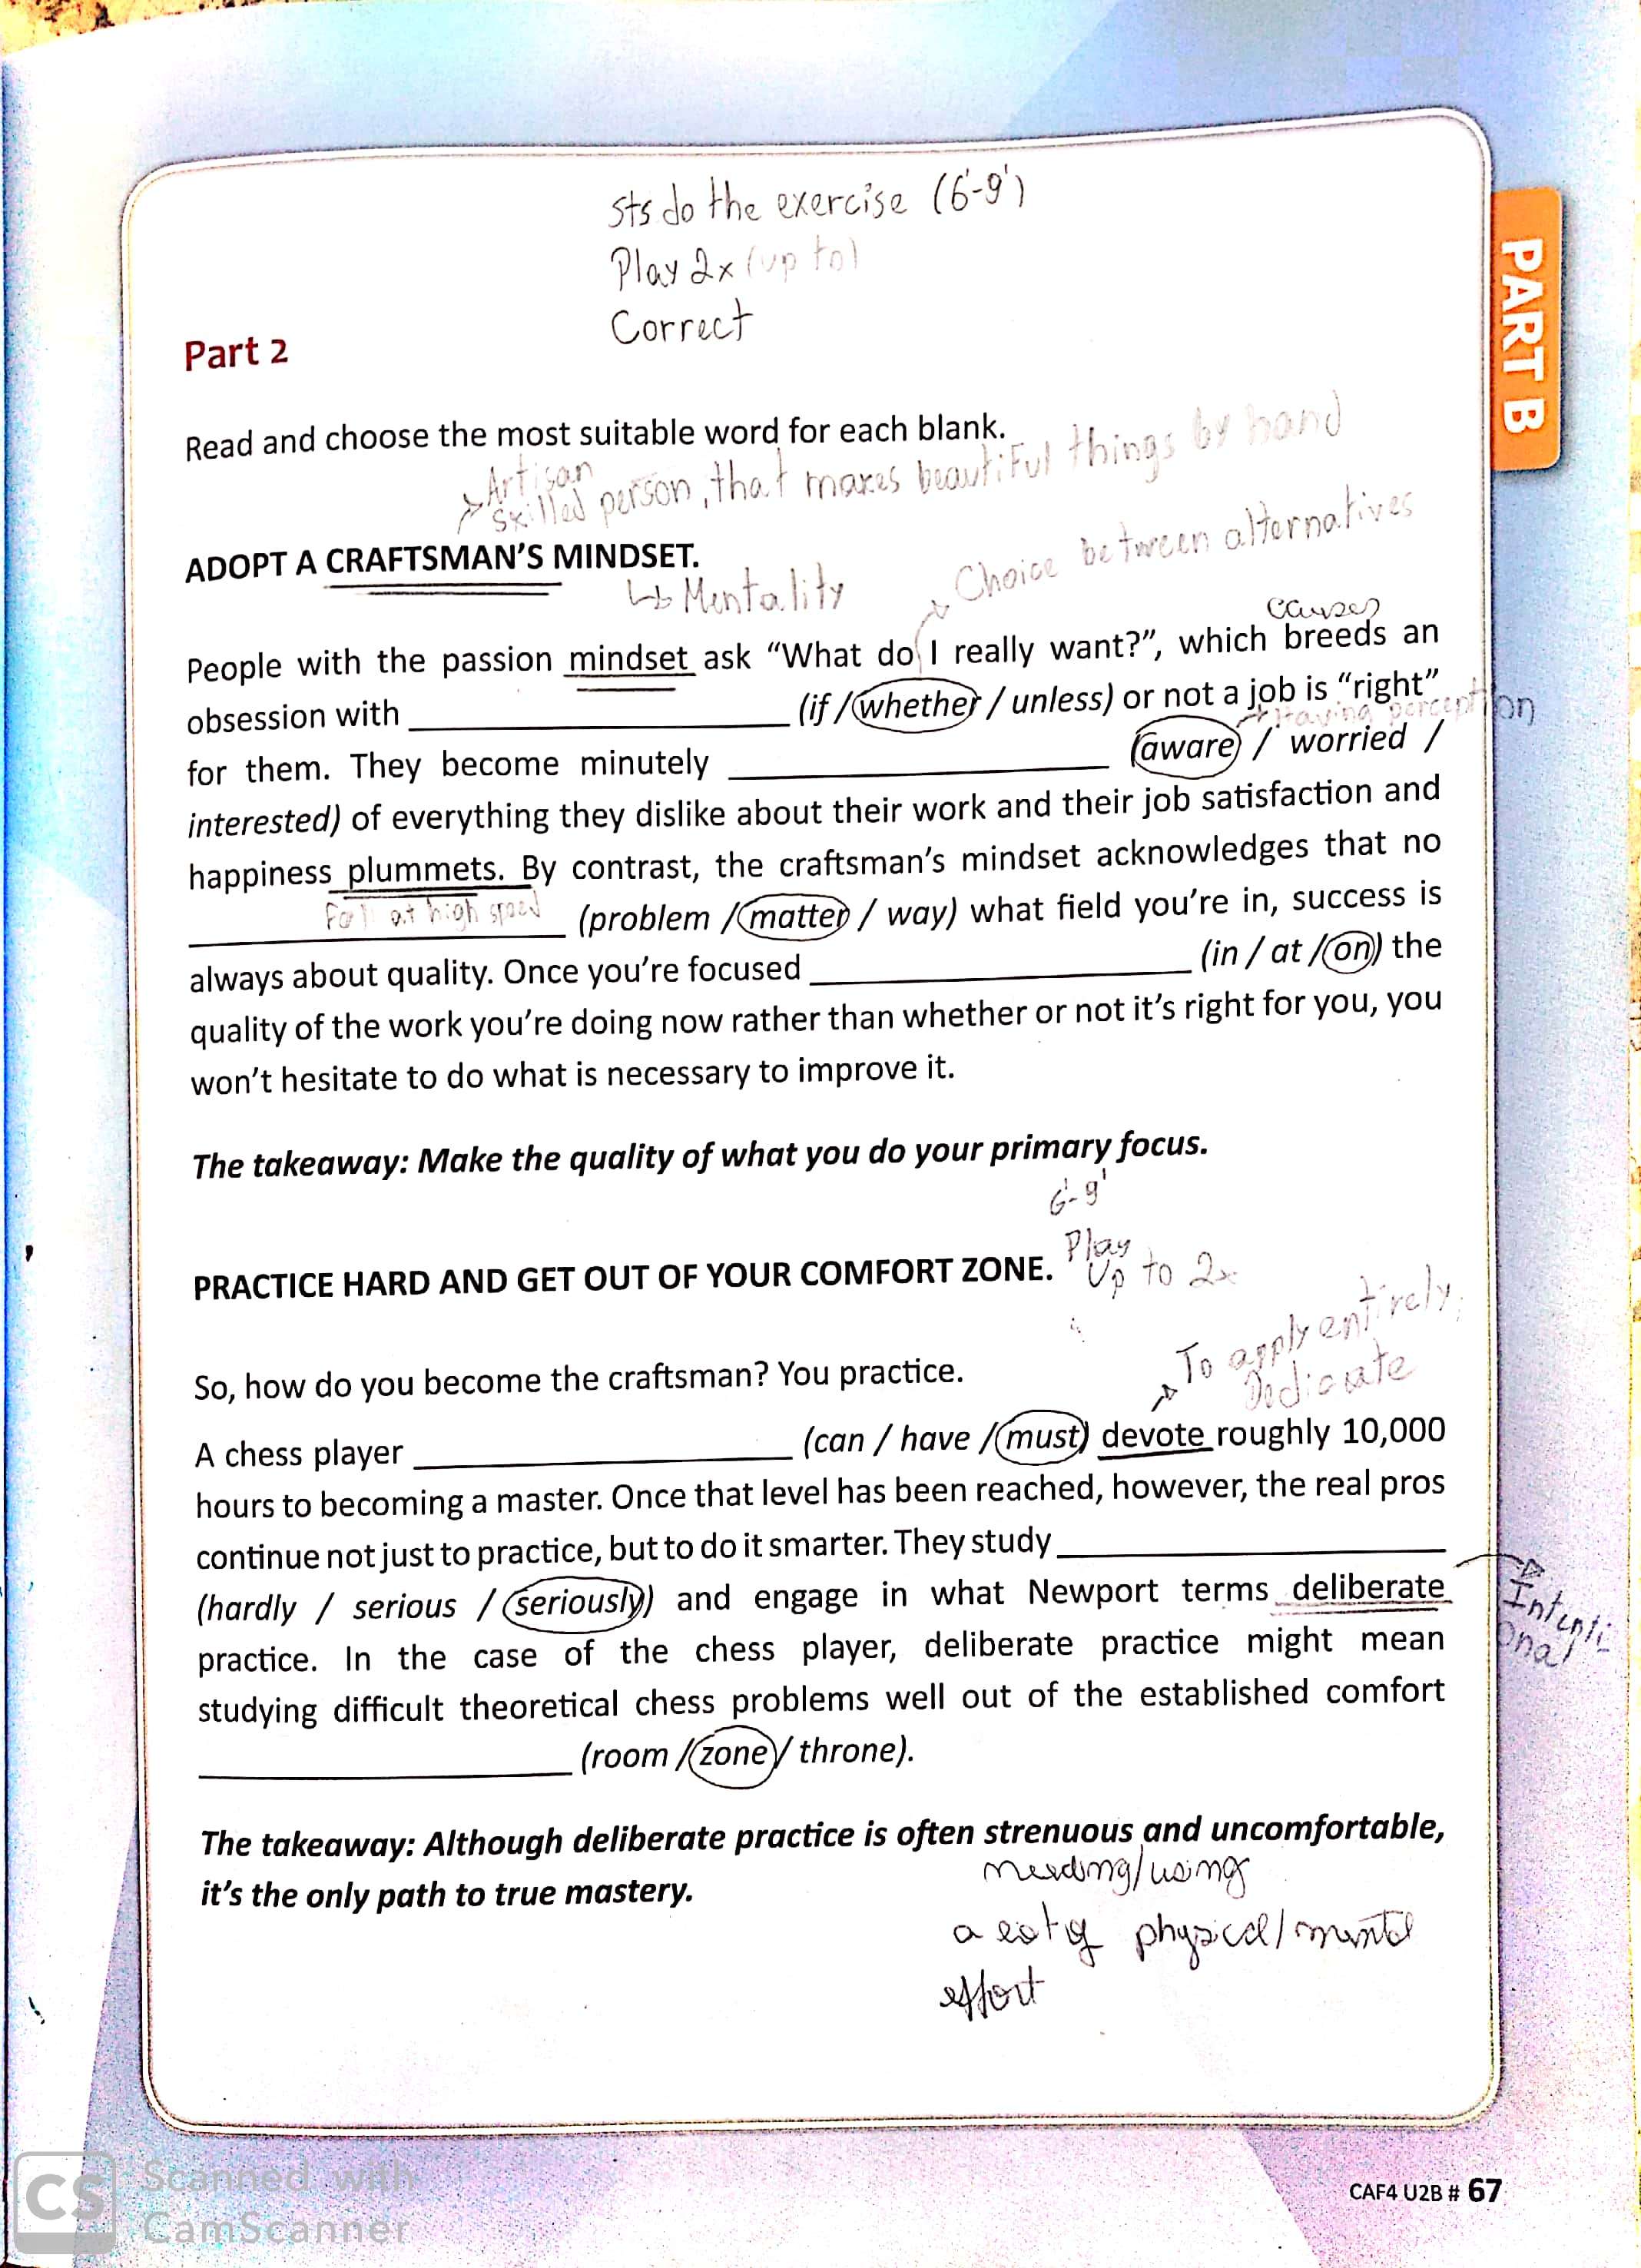 sts do the exercise (6'-9')
Play 2x (up to)
Correct
PART B
Part 2
Read and choose the most suitable word for each blank.
Artisan
skilled person, that makes beautiful things by hand
ADOPT A CRAFTSMAN'S MINDSET.
Mentality
Choice between alternatives
causes
People with the passion mindset ask “What do I really want?”, which breeds an
obsession with ____________ (if / whether / unless) or not a job is “right”
Having perception
for them. They become minutely ____________ (aware / worried /
interested) of everything they dislike about their work and their job satisfaction and
happiness plummets. By contrast, the craftsman's mindset acknowledges that no
Fall at high speed
____________ (problem / matter / way) what field you're in, success is
always about quality. Once you're focused ____________ (in / at / on) the
quality of the work you're doing now rather than whether or not it's right for you, you
won't hesitate to do what is necessary to improve it.
The takeaway: Make the quality of what you do your primary focus.
6'-9'
Play
Up to 2x
PRACTICE HARD AND GET OUT OF YOUR COMFORT ZONE.
To apply entirely,
Dedicate
So, how do you become the craftsman? You practice.
A chess player ____________ (can / have / must) devote roughly 10,000
hours to becoming a master. Once that level has been reached, however, the real pros
continue not just to practice, but to do it smarter. They study ____________
(hardly / serious / seriously) and engage in what Newport terms deliberate
Intenti
onal
practice. In the case of the chess player, deliberate practice might mean
studying difficult theoretical chess problems well out of the established comfort
____________ (room / zone / throne).
The takeaway: Although deliberate practice is often strenuous and uncomfortable,
it's the only path to true mastery.
needing/using
a lot of physical/mental
effort
CAF4 U2B # 67
CS Scanned with
CamScanner